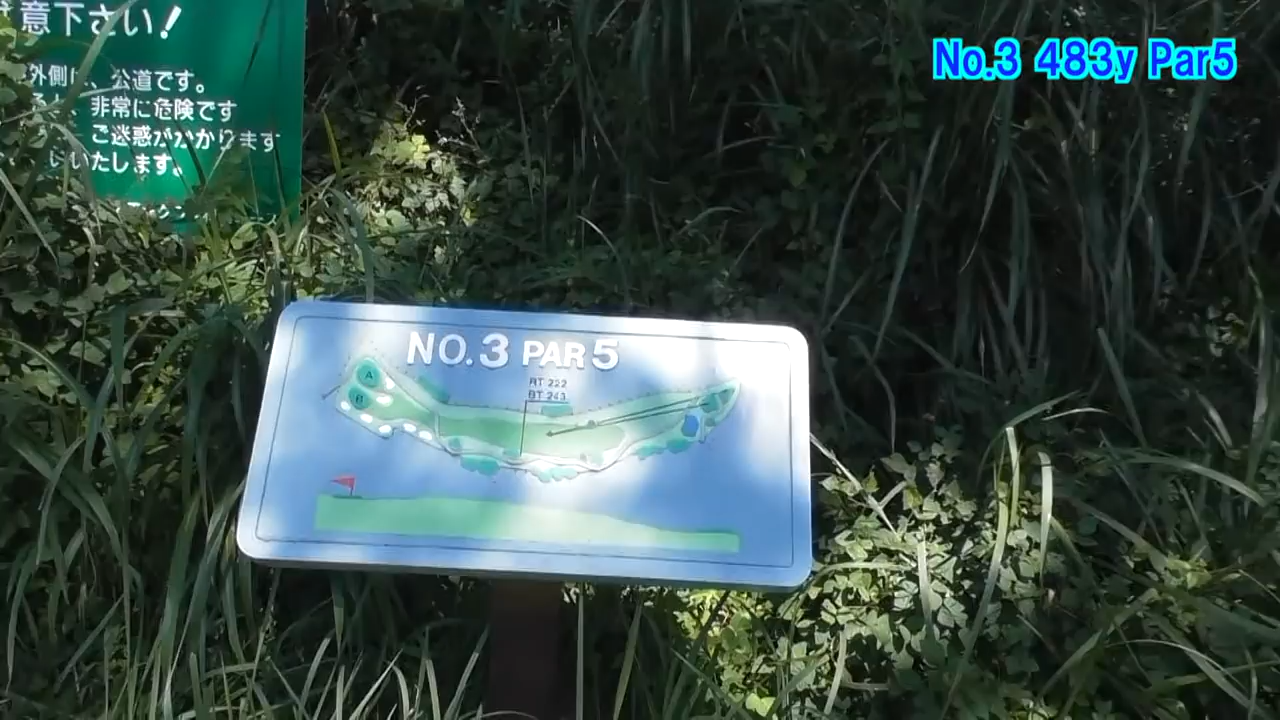 意下さい!
外側は、公道です。
、非常に危険です
ご迷惑がかかります
いたします。
No.3 483y Par5
NO.3 PAR5
RT 222
BT 243
A
B